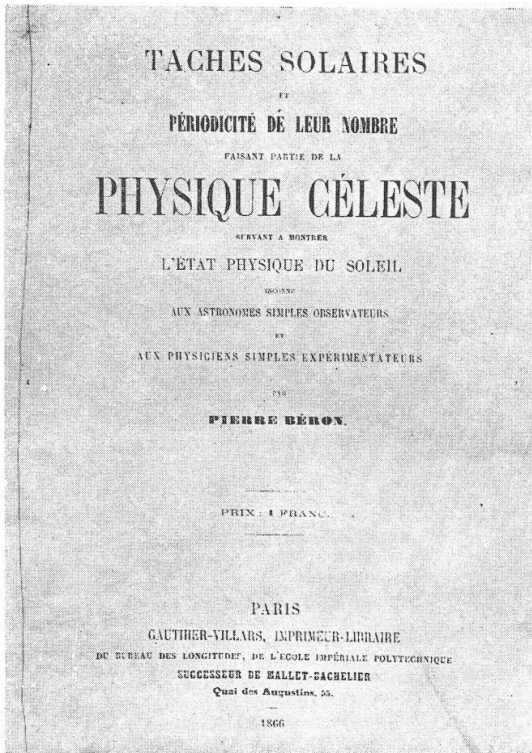 TACHES SOLAIRES
ET
PÉRIODICITÉ DE LEUR NOMBRE
FAISANT PARTIE DE LA
PHYSIQUE CÉLESTE
SERVANT A MONTRER
L'ÉTAT PHYSIQUE DU SOLEIL
INCONNU
AUX ASTRONOMES SIMPLES OBSERVATEURS
ET
AUX PHYSICIENS SIMPLES EXPÉRIMENTATEURS
PAR
PIERRE BÉRON.
PRIX : 1 FRANC.
PARIS
GAUTHIER-VILLARS, IMPRIMEUR-LIBRAIRE
DU BUREAU DES LONGITUDES, DE L'ÉCOLE IMPÉRIALE POLYTECHNIQUE
SUCCESSEUR DE MALLET-BACHELIER
Quai des Augustins, 55.
1866